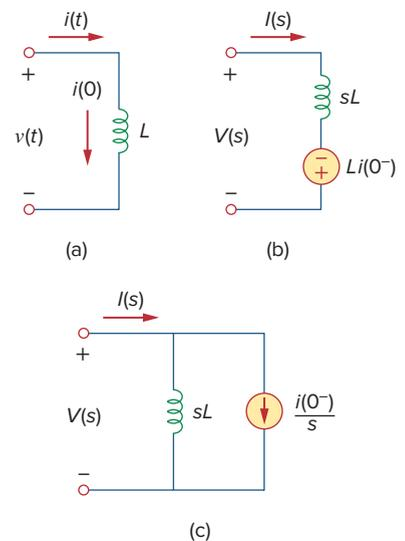 i(t) I(s)
+ +
i(0)
v(t) L V(s) sL
− + Li(0⁻)
− −
(a) (b)
I(s)
+
V(s) sL i(0⁻)/s
−
(c)